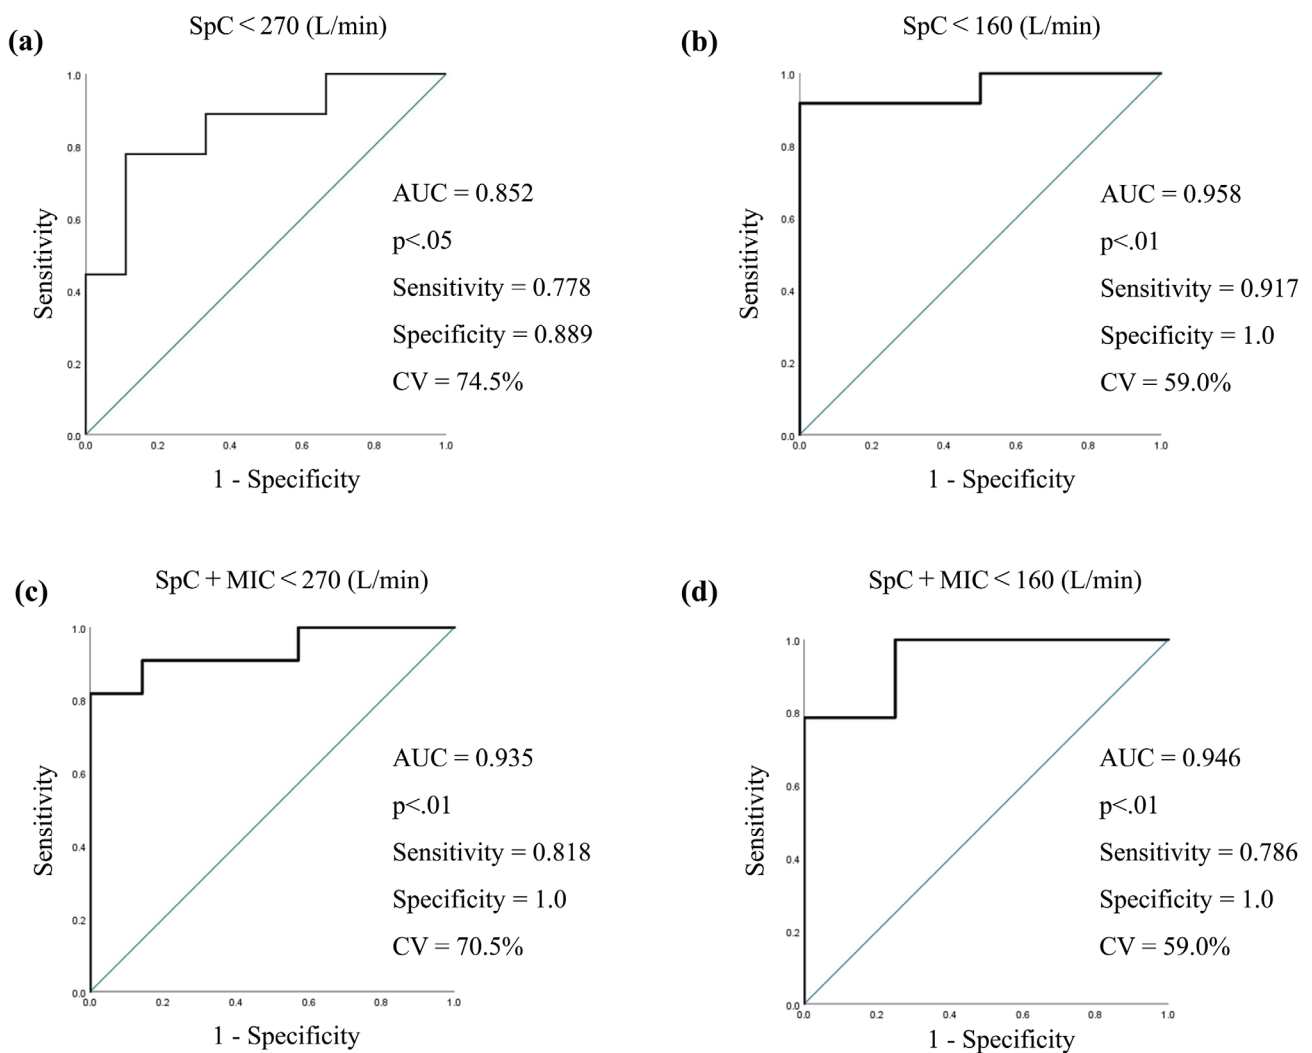 (a)
SpC < 270 (L/min)
1.0
0.8
0.6
0.4
0.2
0.0
0.0 0.2 0.4 0.6 0.8 1.0
Sensitivity
1 - Specificity
AUC = 0.852
p<.05
Sensitivity = 0.778
Specificity = 0.889
CV = 74.5%
(b)
SpC < 160 (L/min)
1.0
0.8
0.6
0.4
0.2
0.0
0.0 0.2 0.4 0.6 0.8 1.0
Sensitivity
1 - Specificity
AUC = 0.958
p<.01
Sensitivity = 0.917
Specificity = 1.0
CV = 59.0%
(c)
SpC + MIC < 270 (L/min)
1.0
0.8
0.6
0.4
0.2
0.0
0.0 0.2 0.4 0.6 0.8 1.0
Sensitivity
1 - Specificity
AUC = 0.935
p<.01
Sensitivity = 0.818
Specificity = 1.0
CV = 70.5%
(d)
SpC + MIC < 160 (L/min)
1.0
0.8
0.6
0.4
0.2
0.0
0.0 0.2 0.4 0.6 0.8 1.0
Sensitivity
1 - Specificity
AUC = 0.946
p<.01
Sensitivity = 0.786
Specificity = 1.0
CV = 59.0%